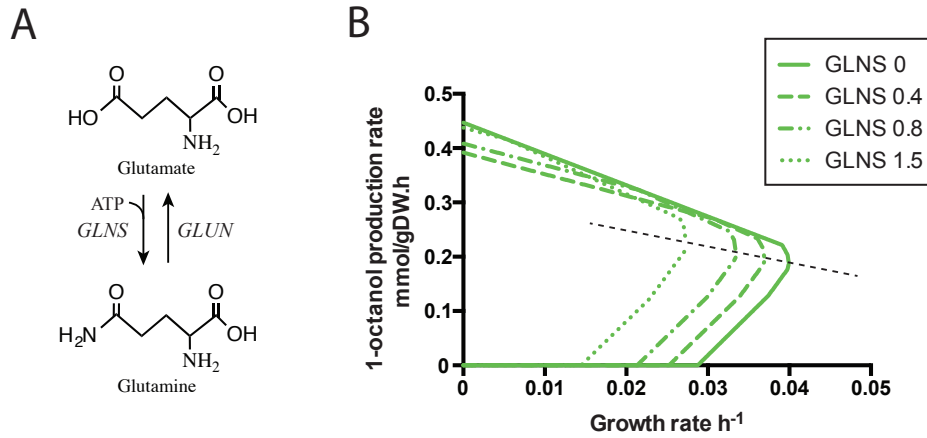 A
O
O
HO
OH
NH2
Glutamate
ATP
GLNS
GLUN
O
O
H2N
OH
NH2
Glutamine
B
GLNS 0
GLNS 0.4
GLNS 0.8
GLNS 1.5
1-octanol production rate
mmol/gDW.h
0.5
0.4
0.3
0.2
0.1
0
0
0.01
0.02
0.03
0.04
0.05
Growth rate h-1